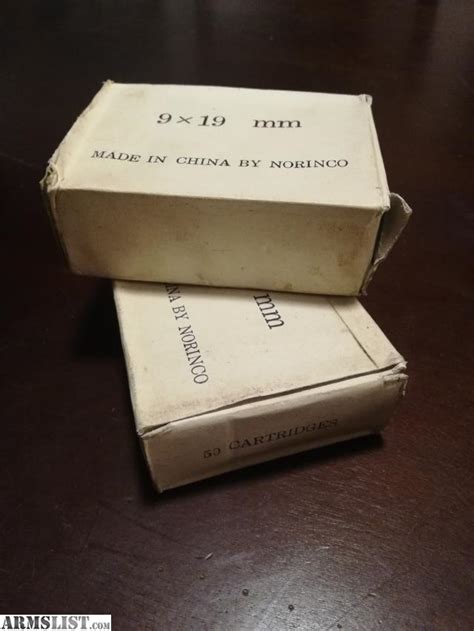 9×19 mm
MADE IN CHINA BY NORINCO
mm
NA BY NORINCO
50 CARTRIDGES
ARMSLIST.COM